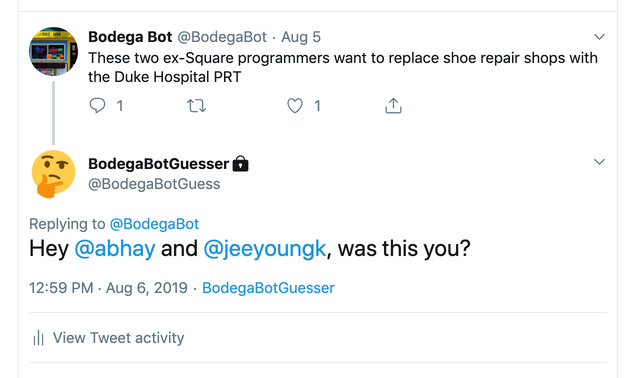 Bodega Bot @BodegaBot · Aug 5
These two ex-Square programmers want to replace shoe repair shops with
the Duke Hospital PRT
1 1
BodegaBotGuesser
@BodegaBotGuess
Replying to @BodegaBot
Hey @abhay and @jeeyoungk, was this you?
12:59 PM · Aug 6, 2019 · BodegaBotGuesser
View Tweet activity